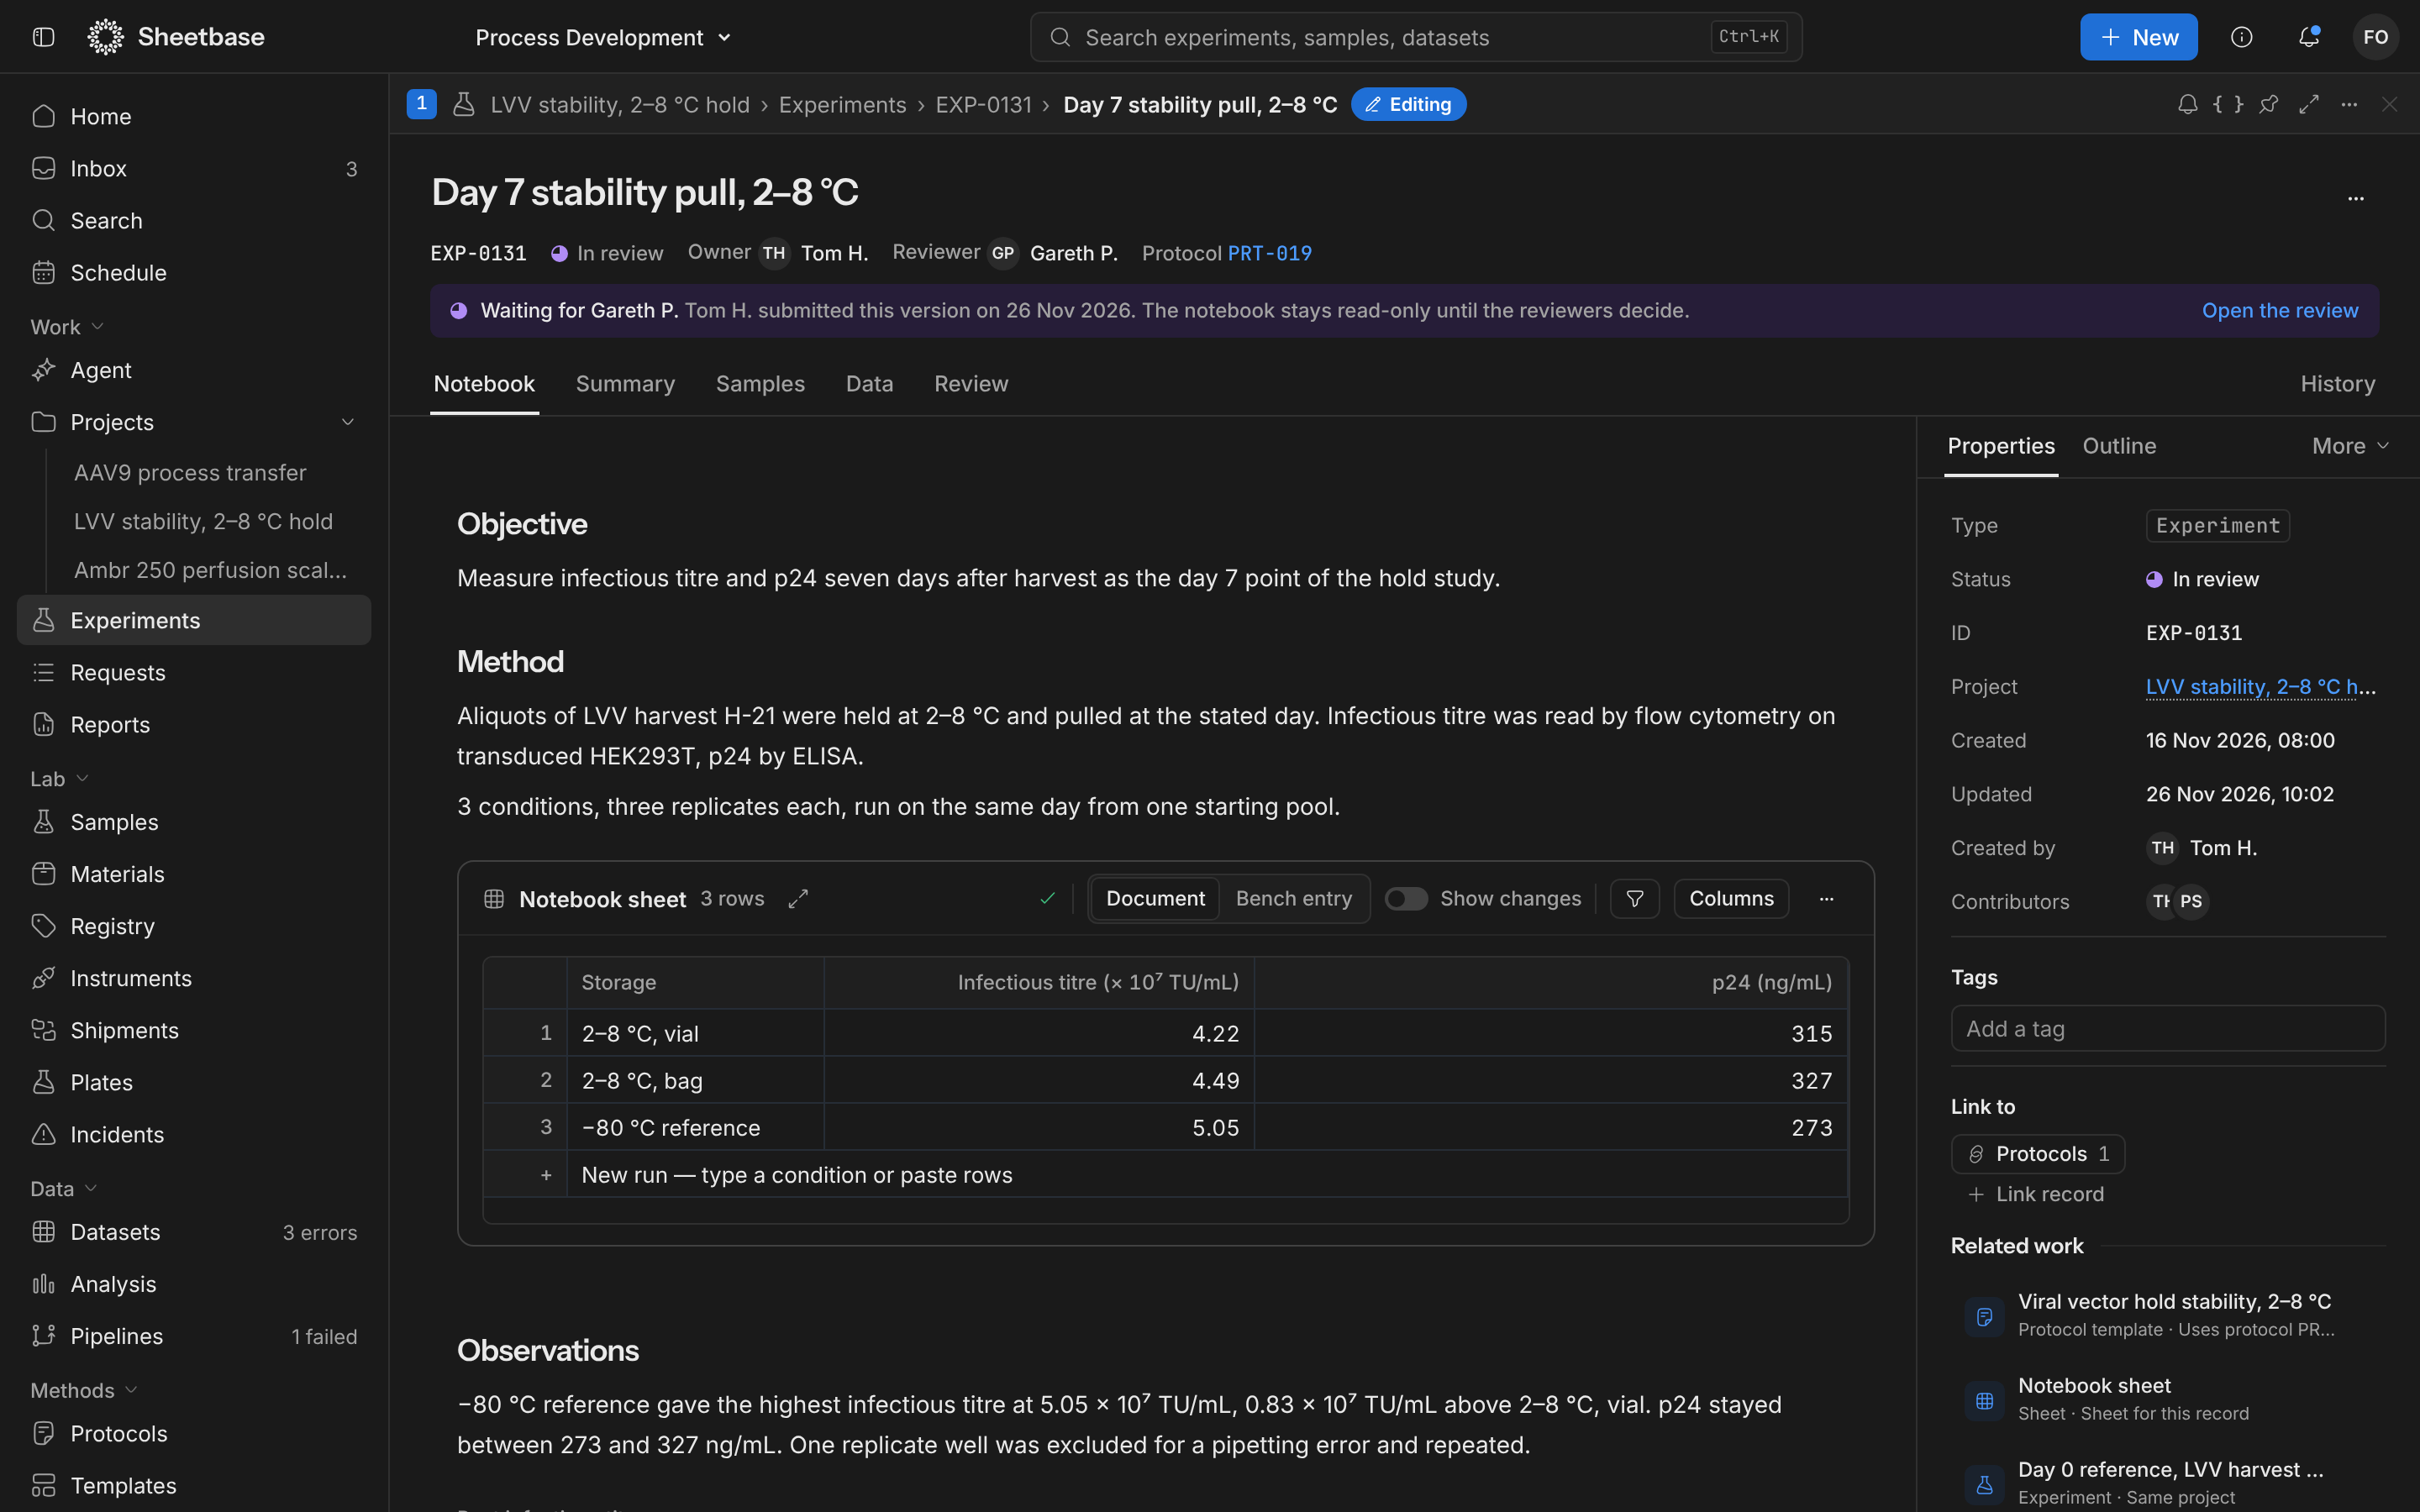 Sheetbase
Process Development
Search experiments, samples, datasets
Ctrl+K
New
FO
Home
Inbox 3
Search
Schedule
Work
Agent
Projects
AAV9 process transfer
LVV stability, 2–8 °C hold
Ambr 250 perfusion scal...
Experiments
Requests
Reports
Lab
Samples
Materials
Registry
Instruments
Shipments
Plates
Incidents
Data
Datasets 3 errors
Analysis
Pipelines 1 failed
Methods
Protocols
Templates
1 LVV stability, 2–8 °C hold › Experiments › EXP-0131 › Day 7 stability pull, 2–8 °C Editing
Day 7 stability pull, 2–8 °C
EXP-0131 In review Owner TH Tom H. Reviewer GP Gareth P. Protocol PRT-019
Waiting for Gareth P. Tom H. submitted this version on 26 Nov 2026. The notebook stays read-only until the reviewers decide. Open the review
Notebook Summary Samples Data Review History
Objective
Measure infectious titre and p24 seven days after harvest as the day 7 point of the hold study.
Method
Aliquots of LVV harvest H-21 were held at 2–8 °C and pulled at the stated day. Infectious titre was read by flow cytometry on
transduced HEK293T, p24 by ELISA.
3 conditions, three replicates each, run on the same day from one starting pool.
Notebook sheet 3 rows Document Bench entry Show changes Columns
Storage Infectious titre (× 10⁷ TU/mL) p24 (ng/mL)
1 2–8 °C, vial 4.22 315
2 2–8 °C, bag 4.49 327
3 −80 °C reference 5.05 273
+ New run — type a condition or paste rows
Observations
−80 °C reference gave the highest infectious titre at 5.05 × 10⁷ TU/mL, 0.83 × 10⁷ TU/mL above 2–8 °C, vial. p24 stayed
between 273 and 327 ng/mL. One replicate well was excluded for a pipetting error and repeated.
Properties Outline More
Type Experiment
Status In review
ID EXP-0131
Project LVV stability, 2–8 °C h...
Created 16 Nov 2026, 08:00
Updated 26 Nov 2026, 10:02
Created by TH Tom H.
Contributors TH PS
Tags
Add a tag
Link to
Protocols 1
Link record
Related work
Viral vector hold stability, 2–8 °C
Protocol template · Uses protocol PR...
Notebook sheet
Sheet · Sheet for this record
Day 0 reference, LVV harvest ...
Experiment · Same project